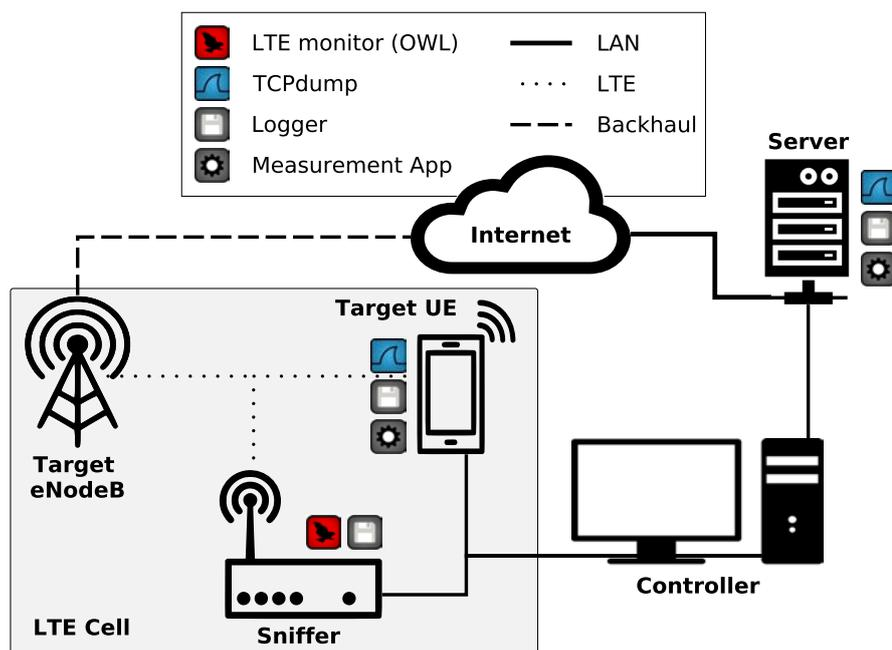 LTE monitor (OWL)
LAN
TCPdump
LTE
Logger
Backhaul
Measurement App
Server
Internet
Target UE
Target
eNodeB
Controller
LTE Cell
Sniffer